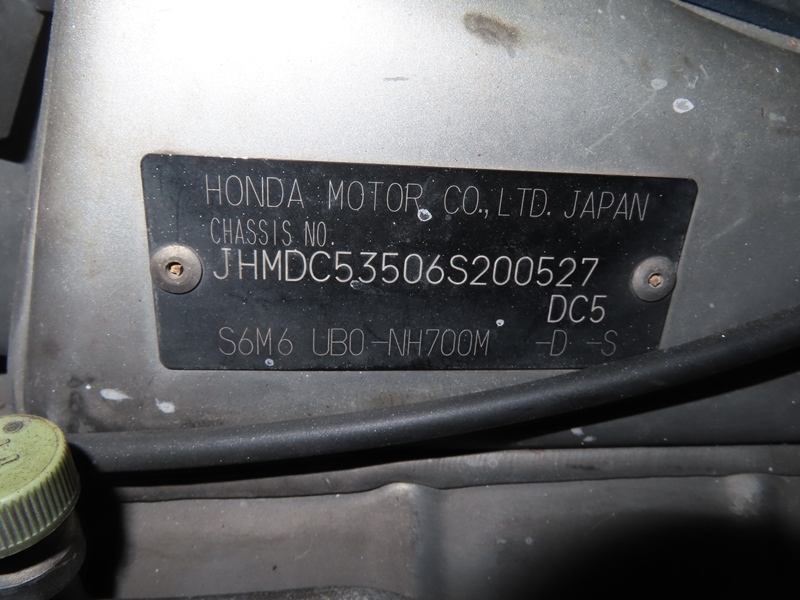 HONDA MOTOR CO., LTD. JAPAN
CHASSIS NO.
JHMDC53506S200527
DC5
S6M6 UB0-NH700M -D -S